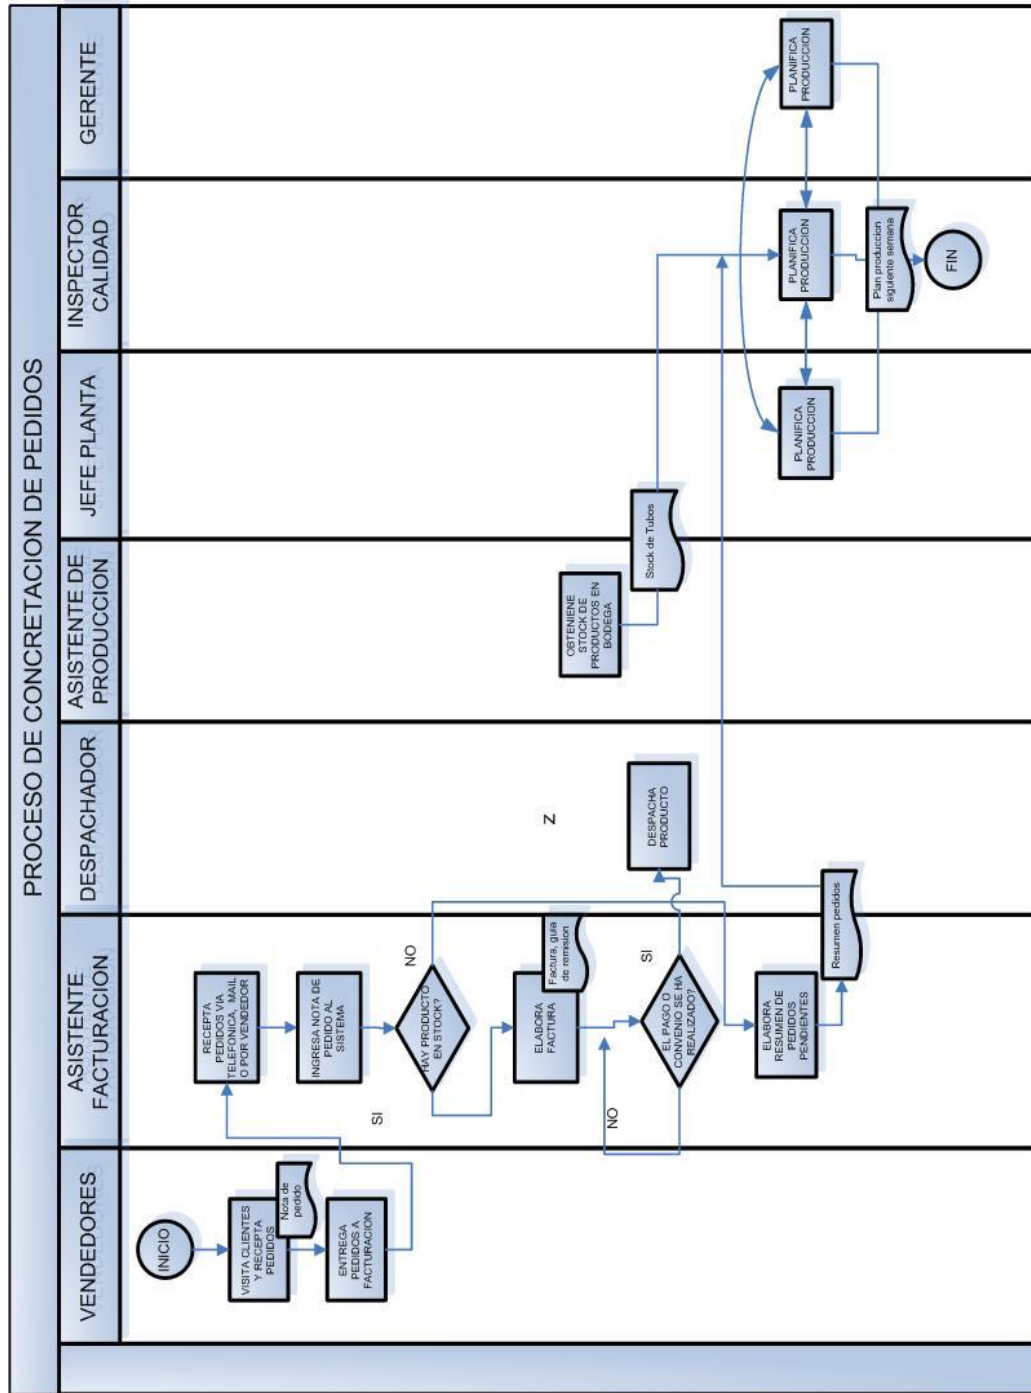 PROCESO DE CONCRETACION DE PEDIDOS
VENDEDORES
ASISTENTE
FACTURACION
DESPACHADOR
ASISTENTE DE
PRODUCCION
JEFE PLANTA
INSPECTOR
CALIDAD
GERENTE
INICIO
VISITA CLIENTES
Y RECEPTA
PEDIDOS
Nota de
pedido
ENTREGA
PEDIDOS A
FACTURACION
RECEPTA
PEDIDOS VIA
TELEFONICA, MAIL
O POR VENDEDOR
INGRESA NOTA DE
PEDIDO AL
SISTEMA
HAY PRODUCTO
EN STOCK?
SI
NO
ELABORA
FACTURA
Factura, guia
de remision
EL PAGO O
CONVENIO SE HA
REALIZADO?
NO
SI
ELABORA
RESUMEN DE
PEDIDOS
PENDIENTES
Resumen pedidos
N
DESPACHA
PRODUCTO
OBTENIENE
STOCK DE
PRODUCTOS EN
BODEGA
Stock de Tubos
PLANIFICA
PRODUCCION
PLANIFICA
PRODUCCION
PLANIFICA
PRODUCCION
Plan produccion
siguiente semana
FIN